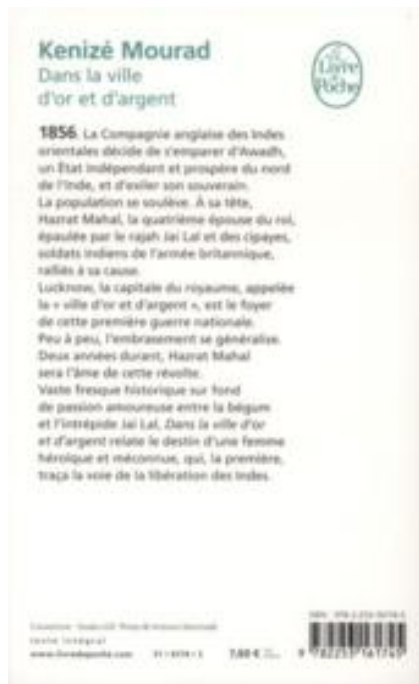 Kenizé Mourad
Dans la ville
d'or et d'argent
Le
Livre
de
Poche
1856. La Compagnie anglaise des Indes
orientales décide de s'emparer d'Awadh,
un État indépendant et prospère du nord
de l'Inde, et d'exiler son souverain.
La population se soulève. À sa tête,
Hazrat Mahal, la quatrième épouse du roi,
épaulée par le rajah Jai Lal et des cipayes,
soldats indiens de l'armée britannique,
ralliés à sa cause.
Lucknow, la capitale du royaume, appelée
la « ville d'or et d'argent », est le foyer
de cette première guerre nationale.
Peu à peu, l'embrasement se généralise.
Deux années durant, Hazrat Mahal
sera l'âme de cette révolte.
Vaste fresque historique sur fond
de passion amoureuse entre la bégum
et l'intrépide Jai Lal, Dans la ville d'or
et d'argent relate le destin d'une femme
héroïque et méconnue, qui, la première,
traça la voie de la libération des Indes.
texte intégral
www.livredepoche.com
7,60 €
9 782253 161745